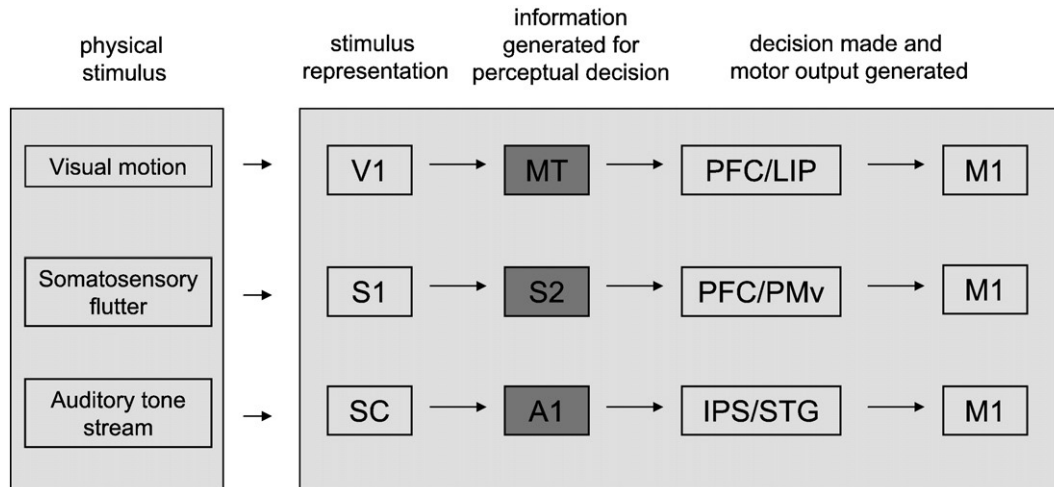 physical
stimulus
stimulus
representation
information
generated for
perceptual decision
decision made and
motor output generated
Visual motion
V1
MT
PFC/LIP
M1
Somatosensory
flutter
S1
S2
PFC/PMv
M1
Auditory tone
stream
SC
A1
IPS/STG
M1